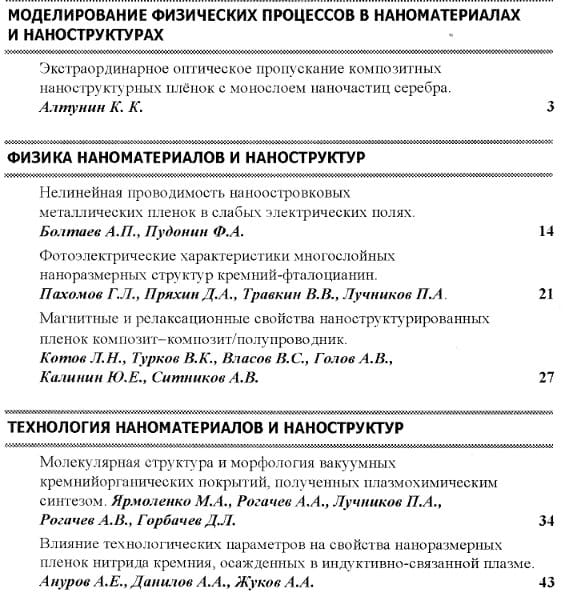 МОДЕЛИРОВАНИЕ ФИЗИЧЕСКИХ ПРОЦЕССОВ В НАНОМАТЕРИАЛАХ
И НАНОСТРУКТУРАХ
Экстраординарное оптическое пропускание композитных
наноструктурных плёнок с монослоем наночастиц серебра.
Алтунин К. К. 3
ФИЗИКА НАНОМАТЕРИАЛОВ И НАНОСТРУКТУР
Нелинейная проводимость наноостровковых
металлических пленок в слабых электрических полях.
Болтаев А.П., Пудонин Ф.А. 14
Фотоэлектрические характеристики многослойных
наноразмерных структур кремний-фталоцианин.
Пахомов Г.Л., Пряхин Д.А., Травкин В.В., Лучников П.А. 21
Магнитные и релаксационные свойства наноструктурированных
пленок композит–композит/полупроводник.
Котов Л.Н., Турков В.К., Власов В.С., Голов А.В.,
Калинин Ю.Е., Ситников А.В. 27
ТЕХНОЛОГИЯ НАНОМАТЕРИАЛОВ И НАНОСТРУКТУР
Молекулярная структура и морфология вакуумных
кремнийорганических покрытий, полученных плазмохимическим
синтезом. Ярмоленко М.А., Рогачев А.А., Лучников П.А.,
Рогачев А.В., Горбачев Д.Л. 34
Влияние технологических параметров на свойства наноразмерных
пленок нитрида кремния, осажденных в индуктивно-связанной плазме.
Ануров А.Е., Данилов А.А., Жуков А.А. 43